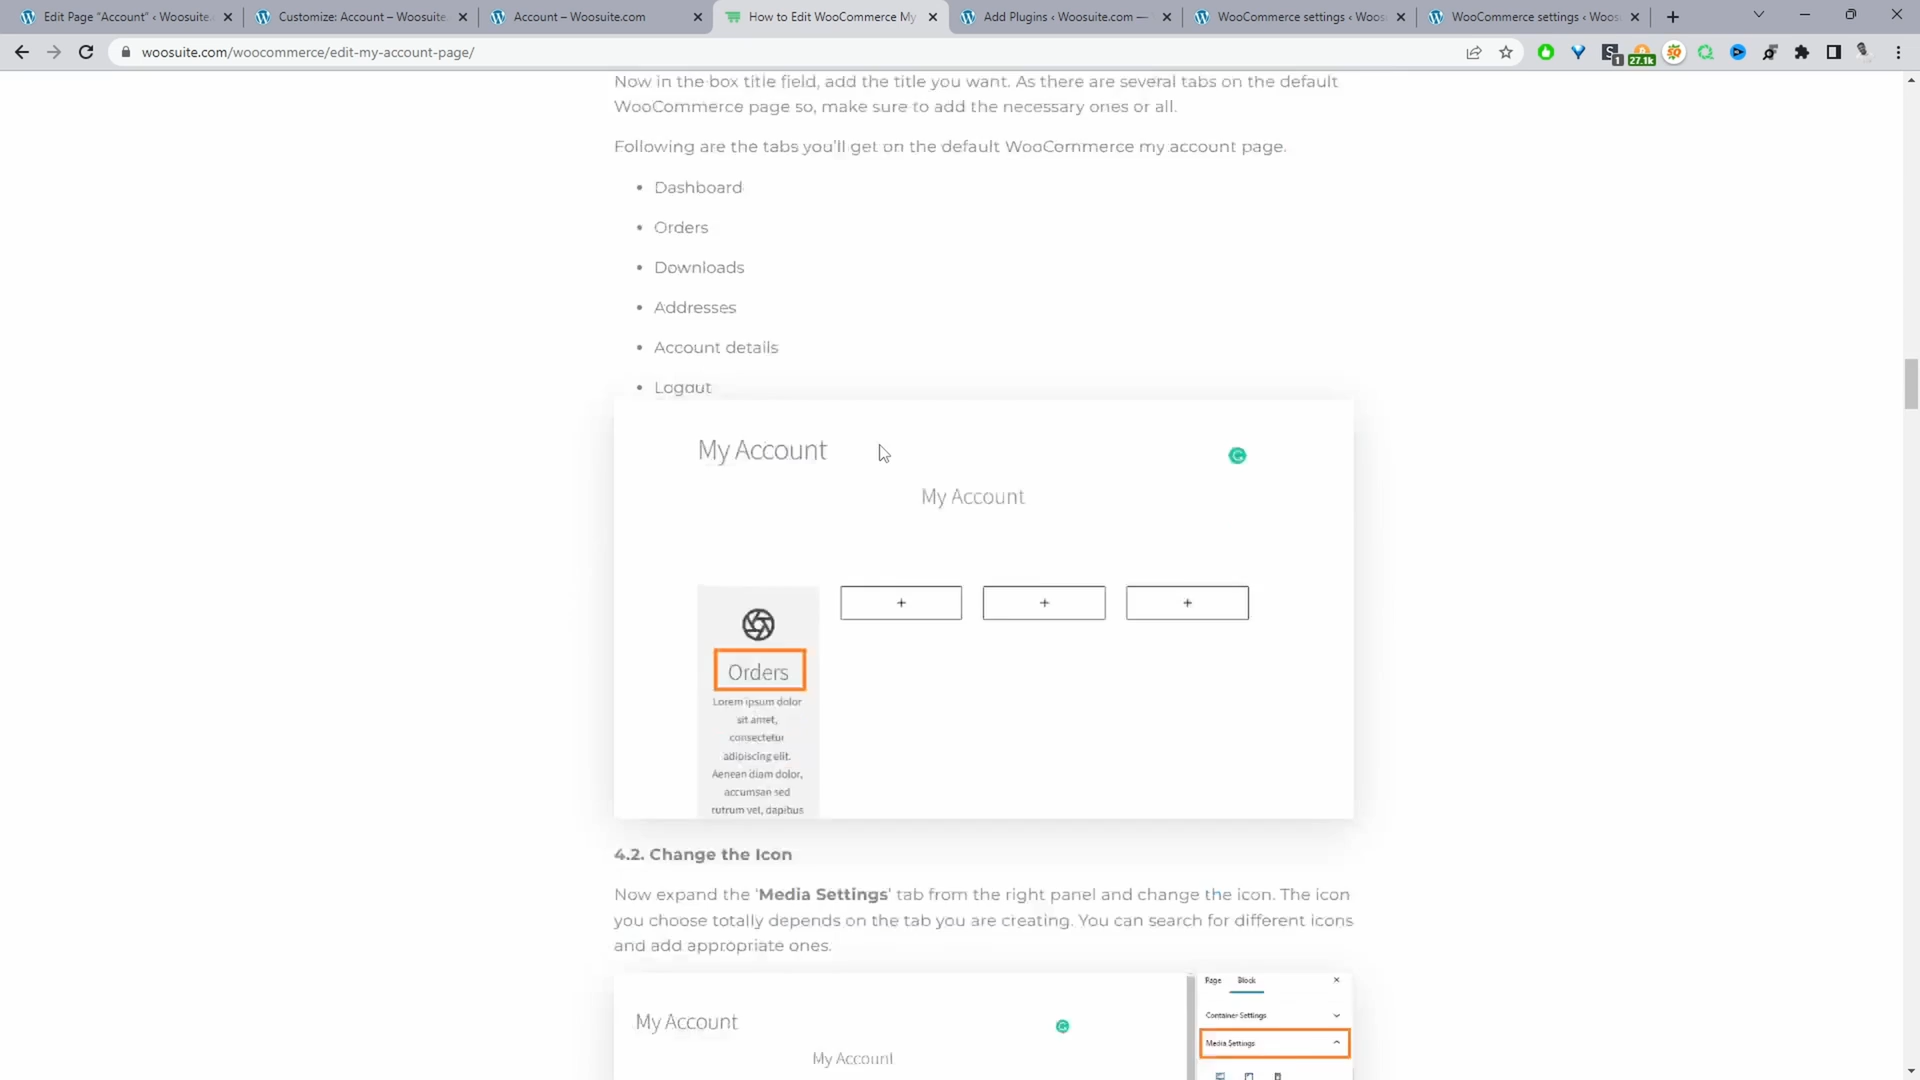 Edit Page “Account” ‹ Woosuite.
Customize: Account – Woosuite.
Account – Woosuite.com
How to Edit WooCommerce My
Add Plugins ‹ Woosuite.com —
WooCommerce settings ‹ Woos
WooCommerce settings ‹ Woos
woosuite.com/woocommerce/edit-my-account-page/
1
27.1k
Now in the box title field, add the title you want. As there are several tabs on the default
WooCommerce page so, make sure to add the necessary ones or all.
Following are the tabs you'll get on the default WooCommerce my account page.
• Dashboard
• Orders
• Downloads
• Addresses
• Account details
• Logout
My Account
My Account
+ + +
Orders
Lorem ipsum dolor
sit amet,
consectetur
adipiscing elit.
Aenean diam dolor,
accumsan sed
rutrum vel, dapibus
4.2. Change the Icon
Now expand the 'Media Settings' tab from the right panel and change the icon. The icon
you choose totally depends on the tab you are creating. You can search for different icons
and add appropriate ones.
Page Block
Container Settings
My Account
Media Settings
My Account